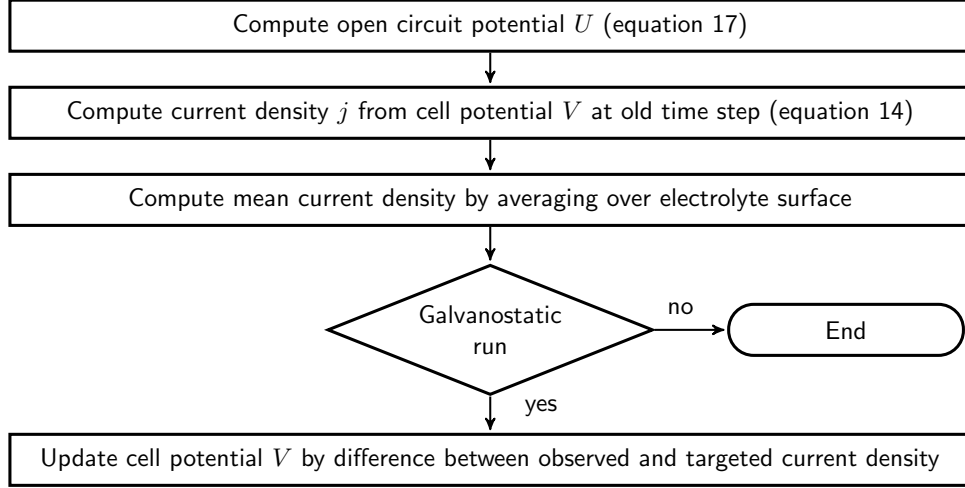 Compute open circuit potential U (equation 17)
Compute current density j from cell potential V at old time step (equation 14)
Compute mean current density by averaging over electrolyte surface
Galvanostatic
run
no
End
yes
Update cell potential V by difference between observed and targeted current density